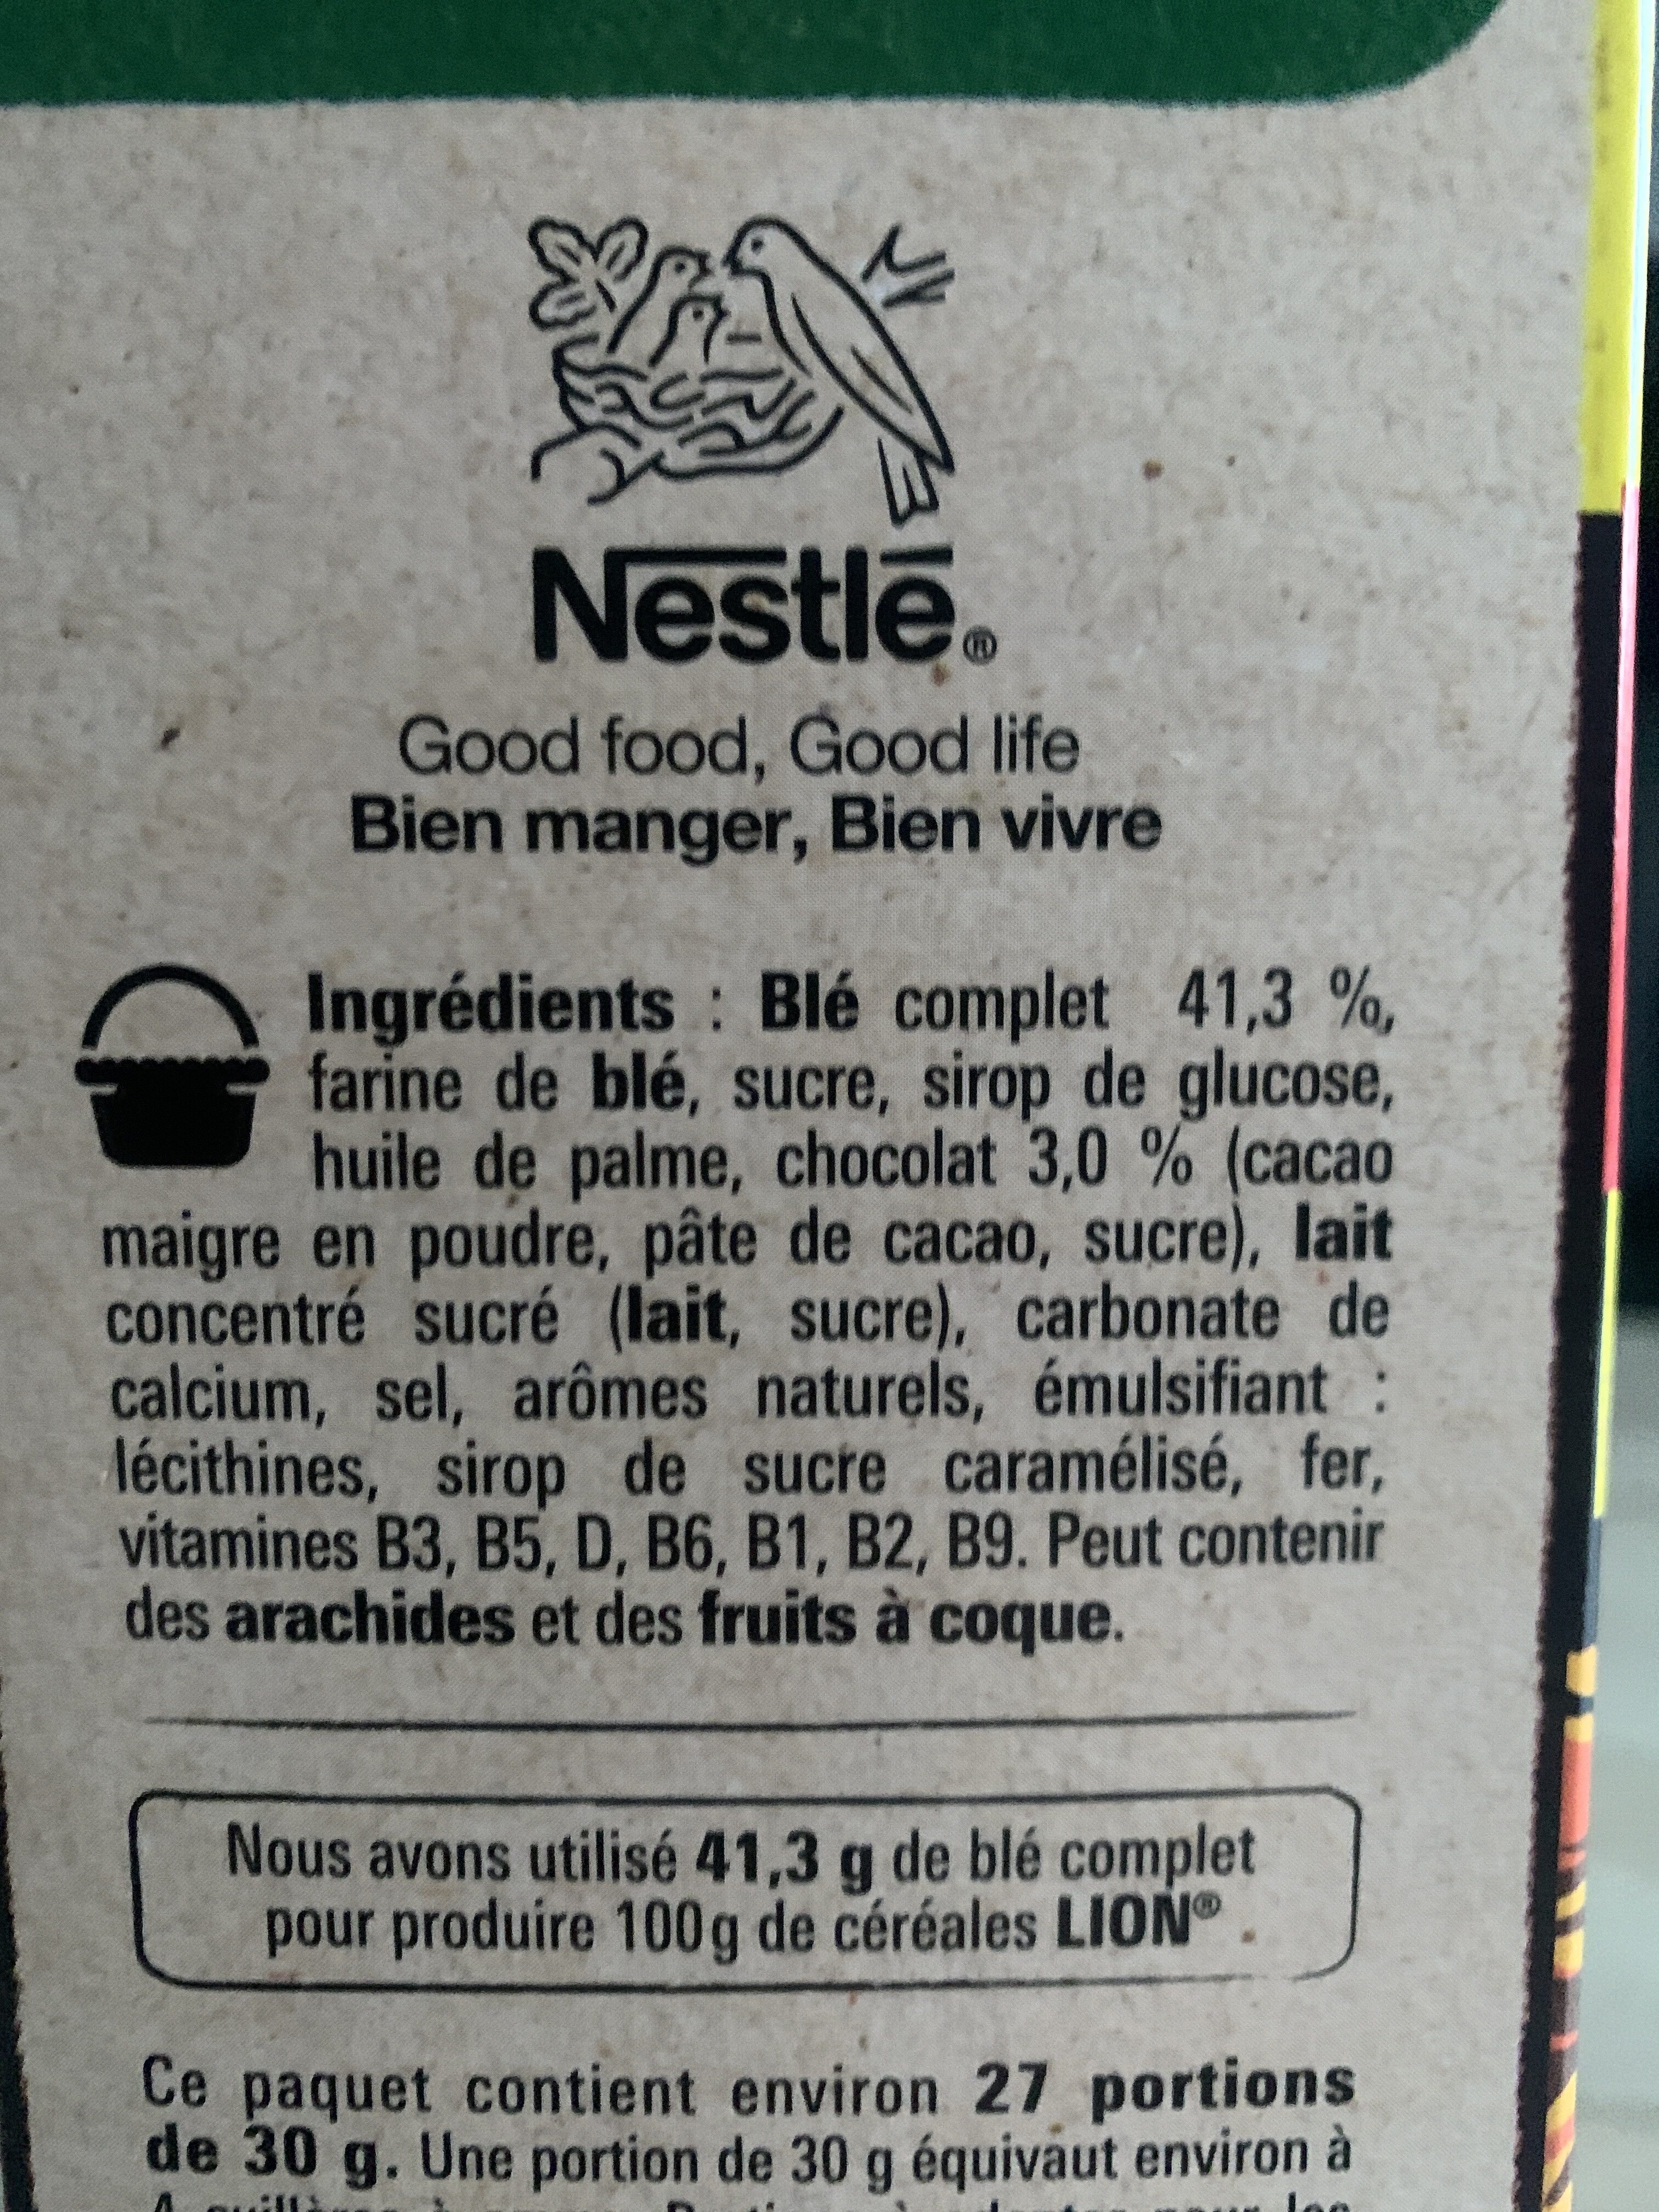 Nestlé®
Good food, Good life
Bien manger, Bien vivre
Ingrédients : Blé complet 41,3 %,
farine de blé, sucre, sirop de glucose,
huile de palme, chocolat 3,0 % (cacao
maigre en poudre, pâte de cacao, sucre), lait
concentré sucré (lait, sucre), carbonate de
calcium, sel, arômes naturels, émulsifiant :
lécithines, sirop de sucre caramélisé, fer,
vitamines B3, B5, D, B6, B1, B2, B9. Peut contenir
des arachides et des fruits à coque.
Nous avons utilisé 41,3 g de blé complet
pour produire 100g de céréales LION®
Ce paquet contient environ 27 portions
de 30 g. Une portion de 30 g équivaut environ à